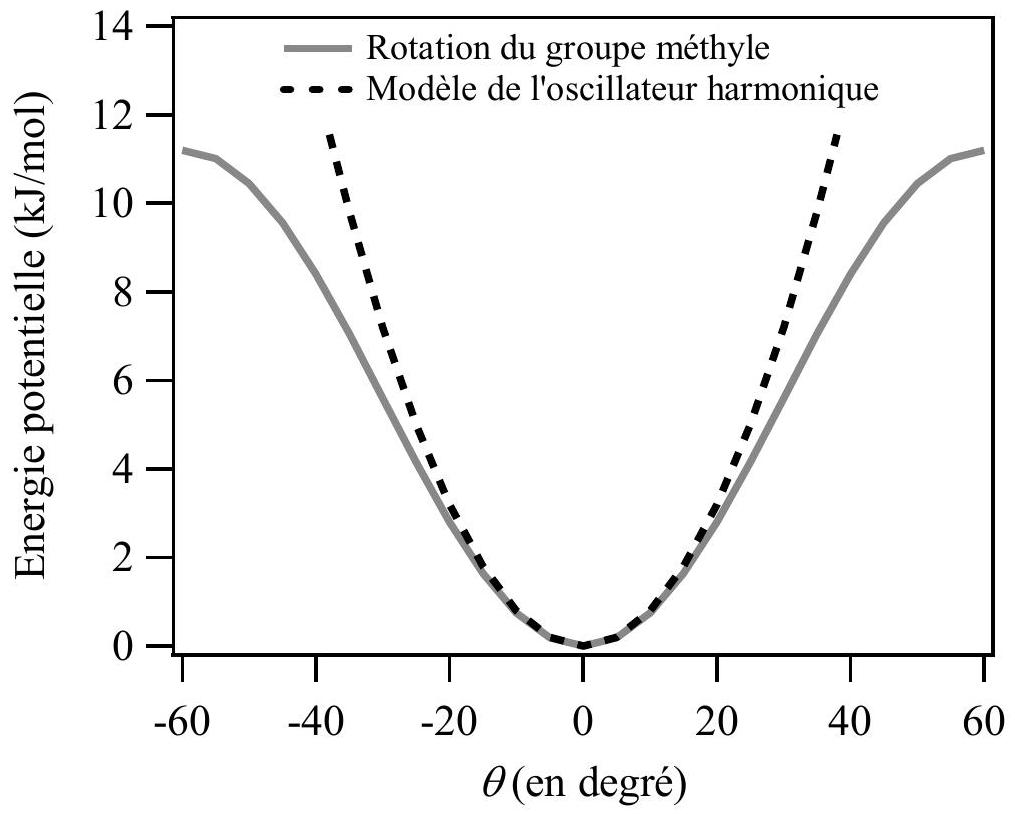 14
Rotation du groupe méthyle
Modèle de l'oscillateur harmonique
12
10
8
6
4
2
0
Energie potentielle (kJ/mol)
-60 -40 -20 0 20 40 60
θ (en degré)